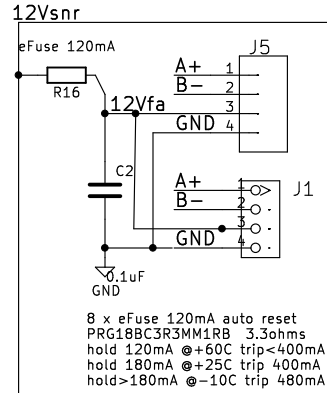 12Vsnr
eFuse 120mA
R16
J5
A+ 1
B- 2
12Vfa 3
GND 4
C2
A+ 1
J1
B- 2
3
GND 4
0.1uF
GND
8 x eFuse 120mA auto reset
PRG18BC3R3MM1RB 3.3ohms
hold 120mA @+60C trip<400mA
hold 180mA @+25C trip 400mA
hold>180mA @-10C trip 480mA